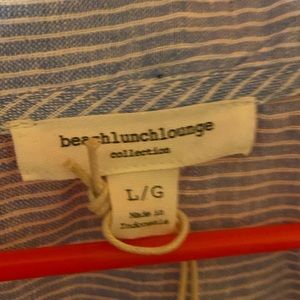 beachlunchlounge
collection
L/G
Made in
Indonesia